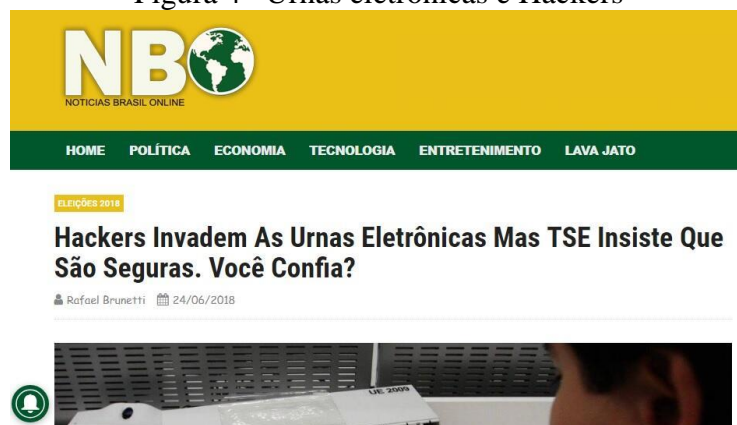 Figura 4 - Urnas eletrônicas e Hackers
NBO
NOTICIAS BRASIL ONLINE
HOME POLÍTICA ECONOMIA TECNOLOGIA ENTRETENIMENTO LAVA JATO
ELEIÇÕES 2018
Hackers Invadem As Urnas Eletrônicas Mas TSE Insiste Que
São Seguras. Você Confia?
Rafael Brunetti 24/06/2018
UE 2009